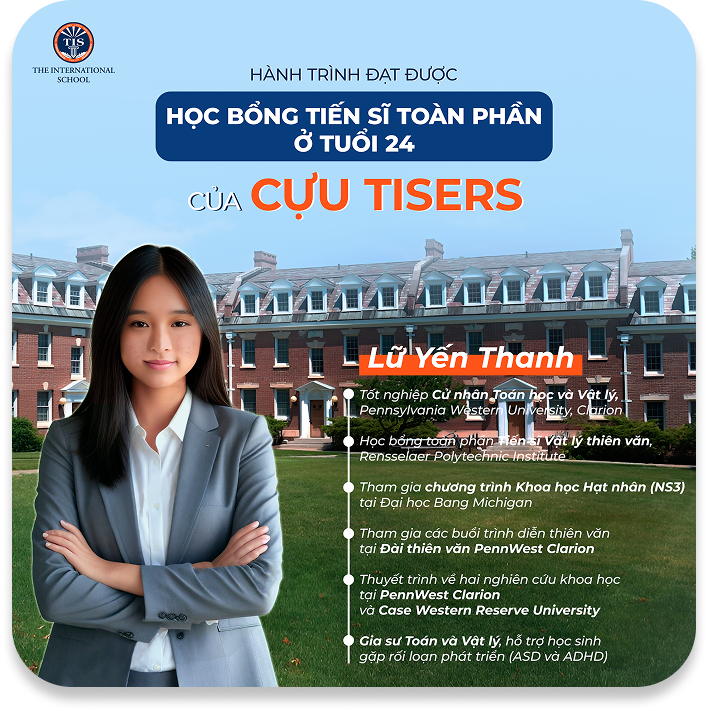 TIS
THE INTERNATIONAL
SCHOOL
HÀNH TRÌNH ĐẠT ĐƯỢC
HỌC BỔNG TIẾN SĨ TOÀN PHẦN
Ở TUỔI 24
CỦA CỰU TISERS
Lữ Yến Thanh
Tốt nghiệp Cử nhân Toán học và Vật lý,
Pennsylvania Western University, Clarion
Học bổng toàn phần Tiến sĩ Vật lý thiên văn,
Rensselaer Polytechnic Institute
Tham gia chương trình Khoa học Hạt nhân (NS3)
tại Đại học Bang Michigan
Tham gia các buổi trình diễn thiên văn
tại Đài thiên văn PennWest Clarion
Thuyết trình về hai nghiên cứu khoa học
tại PennWest Clarion
và Case Western Reserve University
Gia sư Toán và Vật lý, hỗ trợ học sinh
gặp rối loạn phát triển (ASD và ADHD)